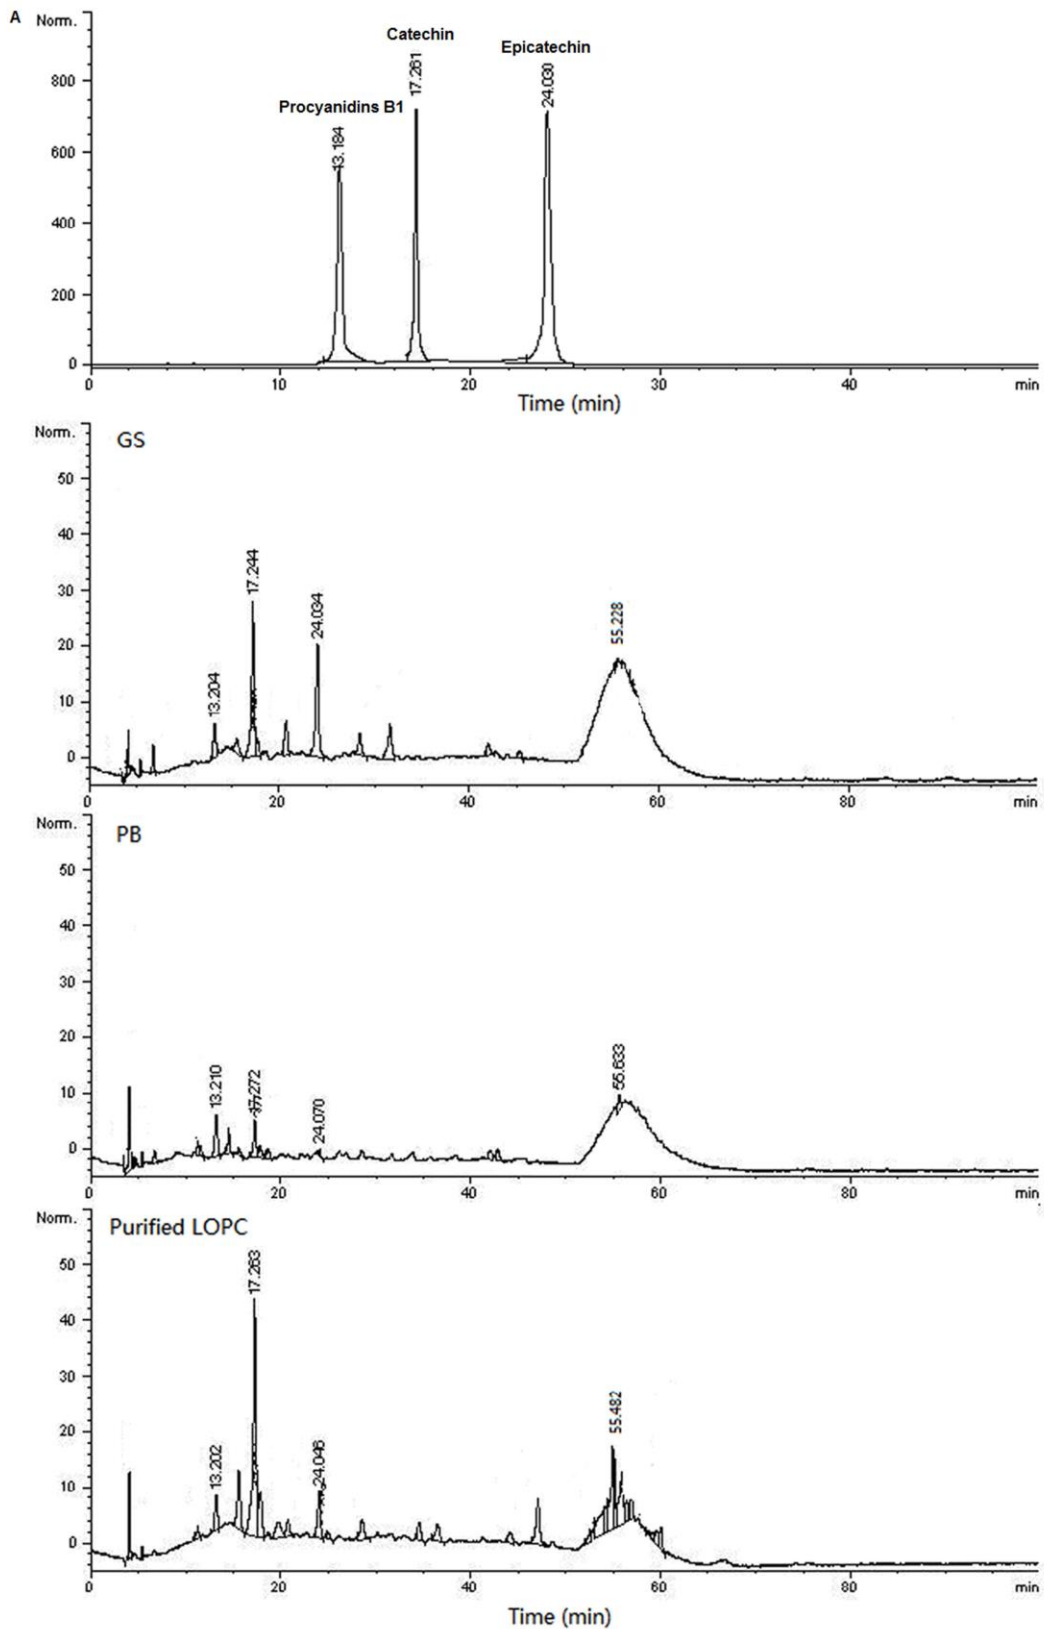 A Norm.
Catechin
Epicatechin
Procyanidins B1
13.184
17.261
24.030
800
600
400
200
0
0 10 20 30 40 min
Time (min)
Norm.
GS
50
40
30
20
10
0
13.204
17.244
24.034
55.228
0 20 40 60 80 min
Norm.
PB
50
40
30
20
10
0
13.210
17.272
24.070
55.633
0 20 40 60 80 min
Norm.
Purified LOPC
50
40
30
20
10
0
13.202
17.263
24.046
55.482
0 20 40 60 80 min
Time (min)